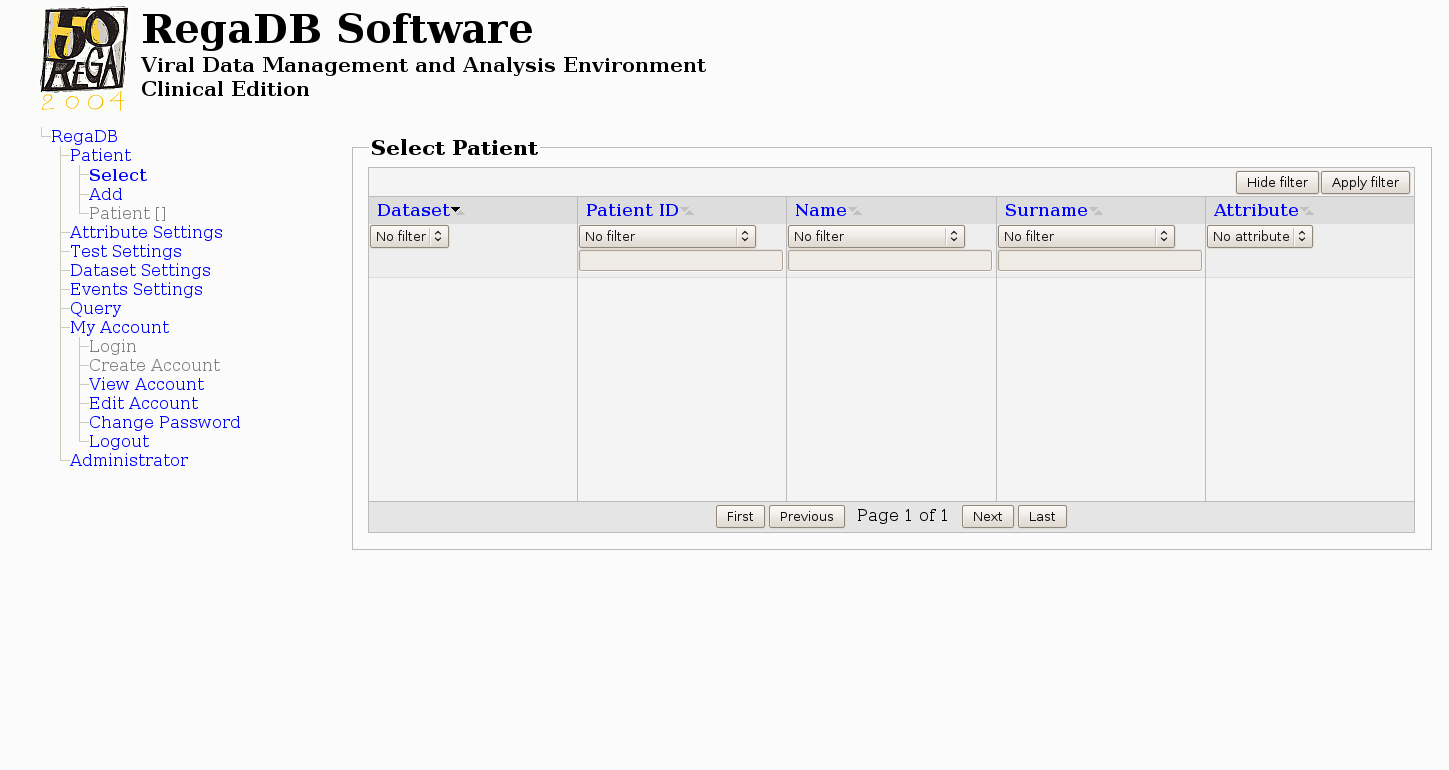 50
REGA
2004
RegaDB Software
Viral Data Management and Analysis Environment
Clinical Edition
RegaDB
Patient
Select
Add
Patient []
Attribute Settings
Test Settings
Dataset Settings
Events Settings
Query
My Account
Login
Create Account
View Account
Edit Account
Change Password
Logout
Administrator
Select Patient
Hide filter Apply filter
Dataset Patient ID Name Surname Attribute
No filter No filter No filter No filter No attribute
First Previous Page 1 of 1 Next Last